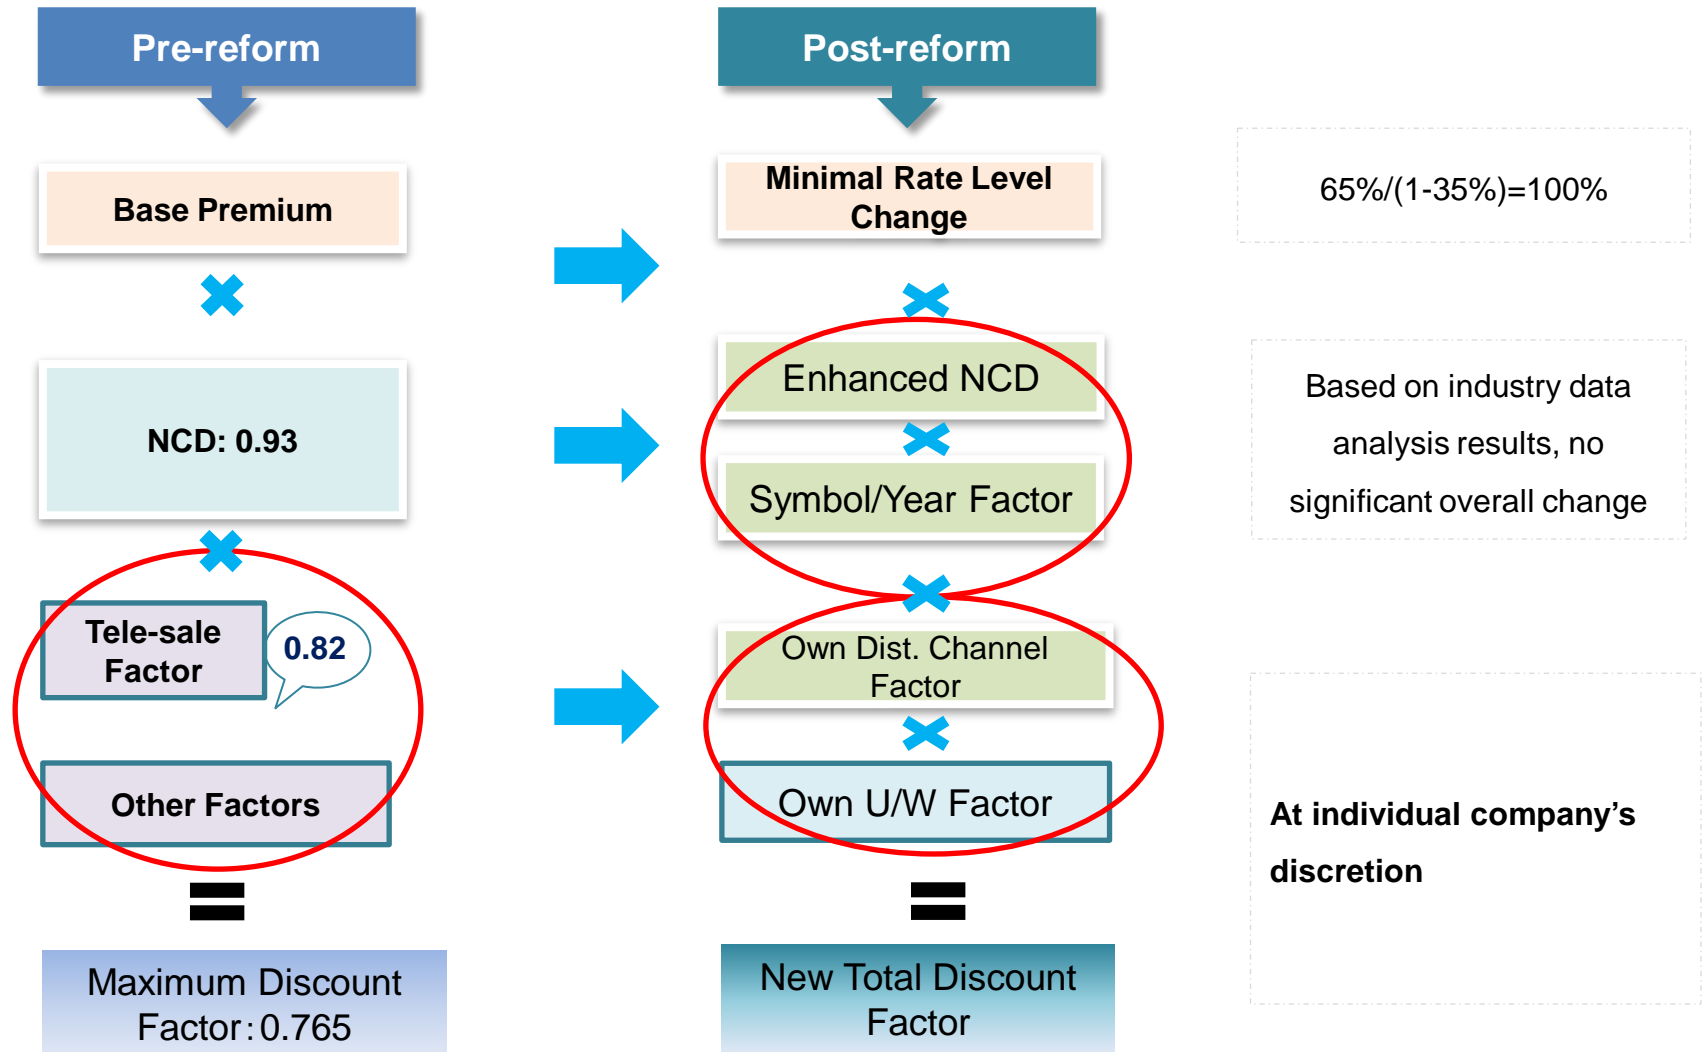 Pre-reform
Post-reform
Base Premium
Minimal Rate Level
Change
65%/(1-35%)=100%
NCD: 0.93
Enhanced NCD
Symbol/Year Factor
Based on industry data
analysis results, no
significant overall change
Tele-sale
Factor
0.82
Own Dist. Channel
Factor
Other Factors
Own U/W Factor
At individual company’s
discretion
Maximum Discount
Factor：0.765
New Total Discount
Factor